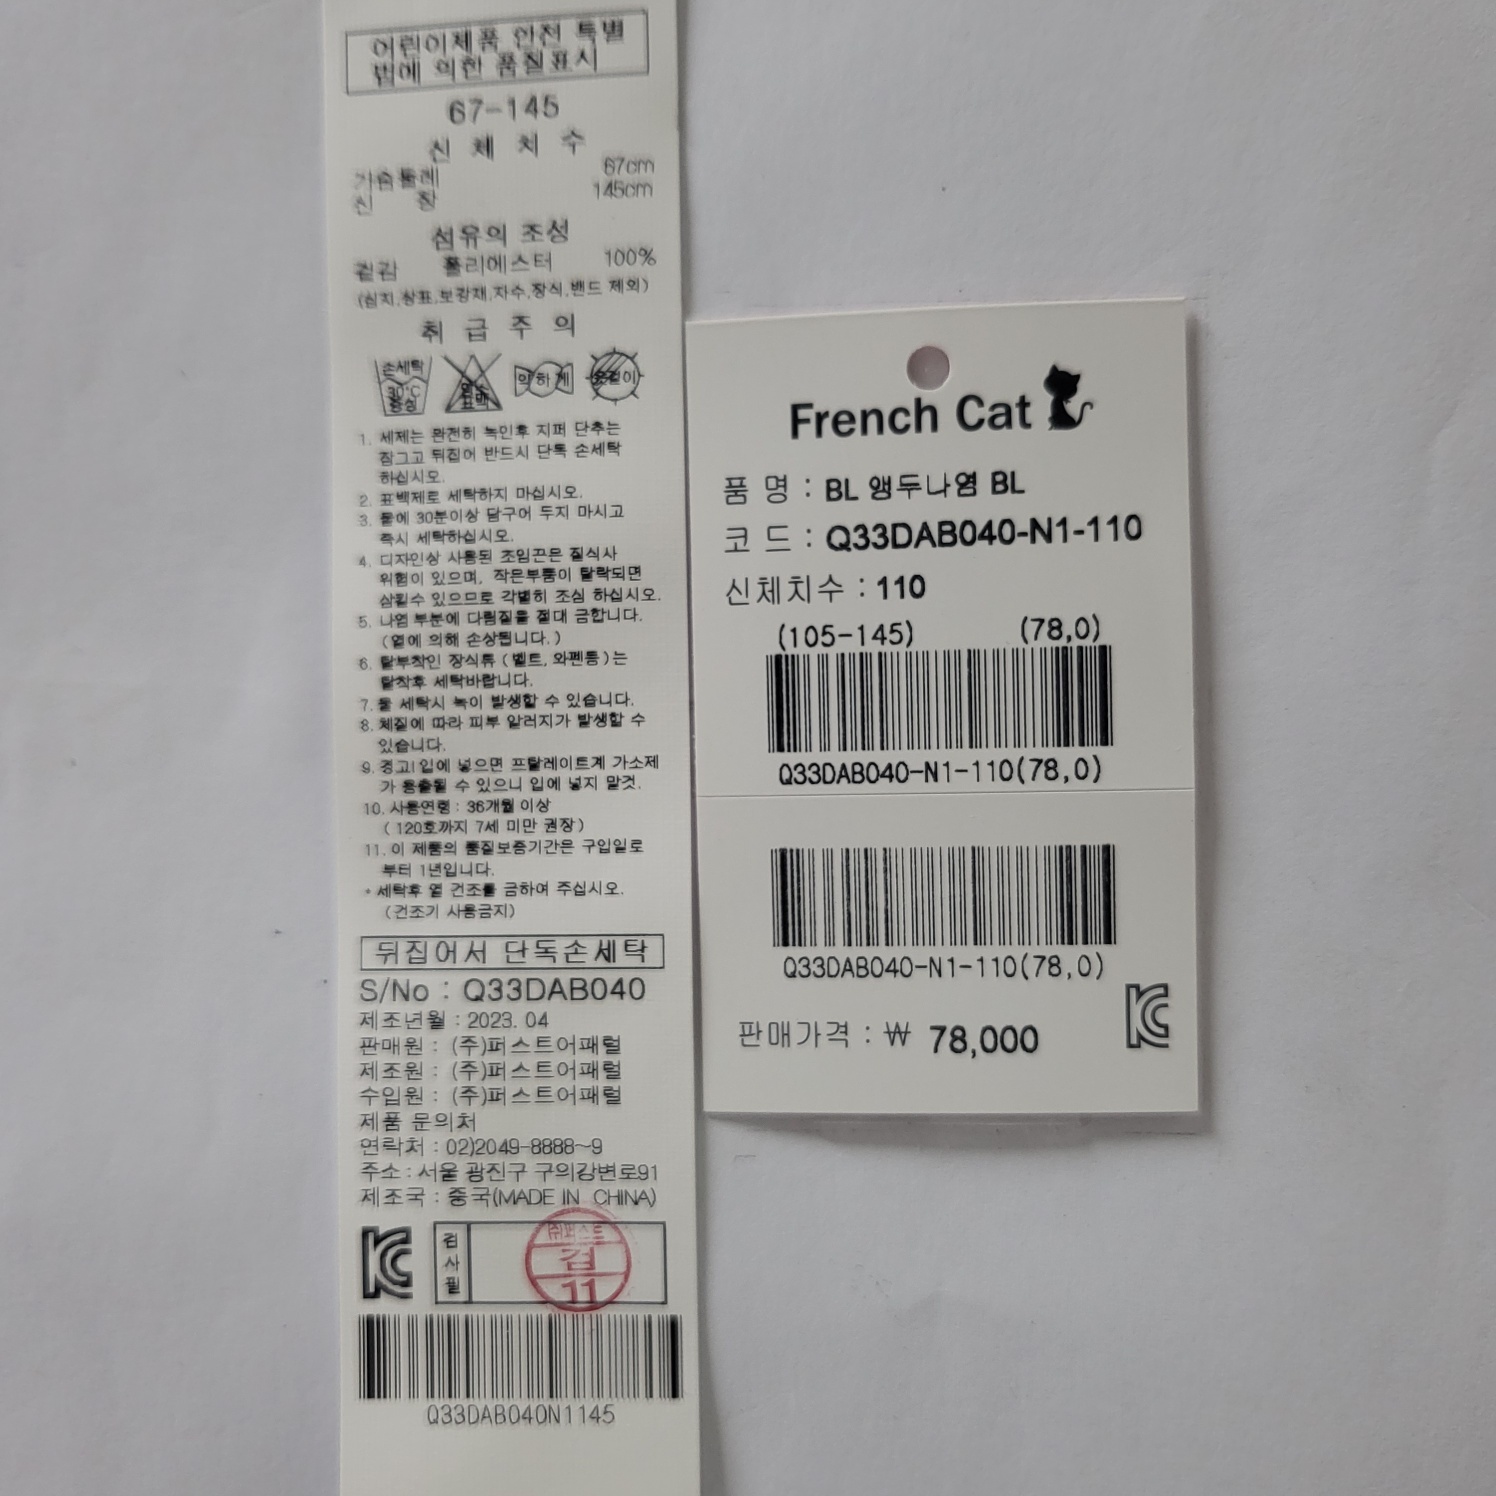 어린이제품 안전 특별
법에 의한 품질표시
67-145
신 체 치 수
가슴둘레 67cm
신 장 145cm
섬유의 조성
겉감 폴리에스터 100%
(심지,상표,보강재,자수,장식,밴드 제외)
취 급 주 의
손세탁 30℃ 중성
염소 표백
약하게
옷걸이
1. 세제는 완전히 녹인후 지퍼 단추는
잠그고 뒤집어 반드시 단독 손세탁
하십시오.
2. 표백제로 세탁하지 마십시오.
3. 물에 30분이상 담구어 두지 마시고
즉시 세탁하십시오.
4. 디자인상 사용된 조임끈은 질식사
위험이 있으며, 작은부품이 탈락되면
삼킬수 있으므로 각별히 조심 하십시오.
5. 나염 부분에 다림질을 절대 금합니다.
(열에 의해 손상됩니다.)
6. 탈부착인 장식류 (벨트, 와펜등)는
탈착후 세탁바랍니다.
7. 물 세탁시 녹이 발생할 수 있습니다.
8. 체질에 따라 피부 알러지가 발생할 수
있습니다.
9. 경고! 입에 넣으면 프탈레이트계 가소제
가 용출될 수 있으니 입에 넣지 말것.
10. 사용연령 : 36개월 이상
( 120호까지 7세 미만 권장)
11. 이 제품의 품질보증기간은 구입일로
부터 1년입니다.
* 세탁후 열 건조를 금하여 주십시오.
(건조기 사용금지)
뒤집어서 단독손세탁
S/No : Q33DAB040
제조년월 : 2023. 04
판매원 : (주)퍼스트어패럴
제조원 : (주)퍼스트어패럴
수입원 : (주)퍼스트어패럴
제품 문의처
연락처 : 02)2049-8888~9
주소 : 서울 광진구 구의강변로91
제조국 : 중국(MADE IN CHINA)
KC
검사필
㈜퍼스트
검
11
Q33DAB040N1145
French Cat
품 명 : BL 앵두나염 BL
코 드 : Q33DAB040-N1-110
신체치수 : 110
(105-145) (78,0)
Q33DAB040-N1-110(78,0)
Q33DAB040-N1-110(78,0)
KC
판매가격 : ₩ 78,000